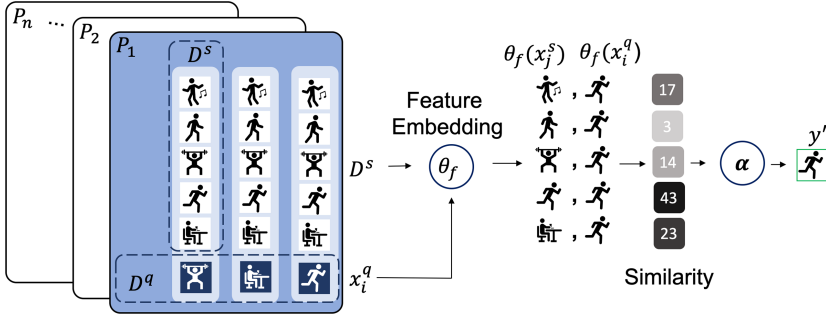 P_n ...
P_2
P_1
D^s
D^q
x_i^q
D^s
Feature
Embedding
θ_f
θ_f(x_j^s) θ_f(x_i^q)
,
,
,
,
,
17
3
14
43
23
Similarity
α
y'